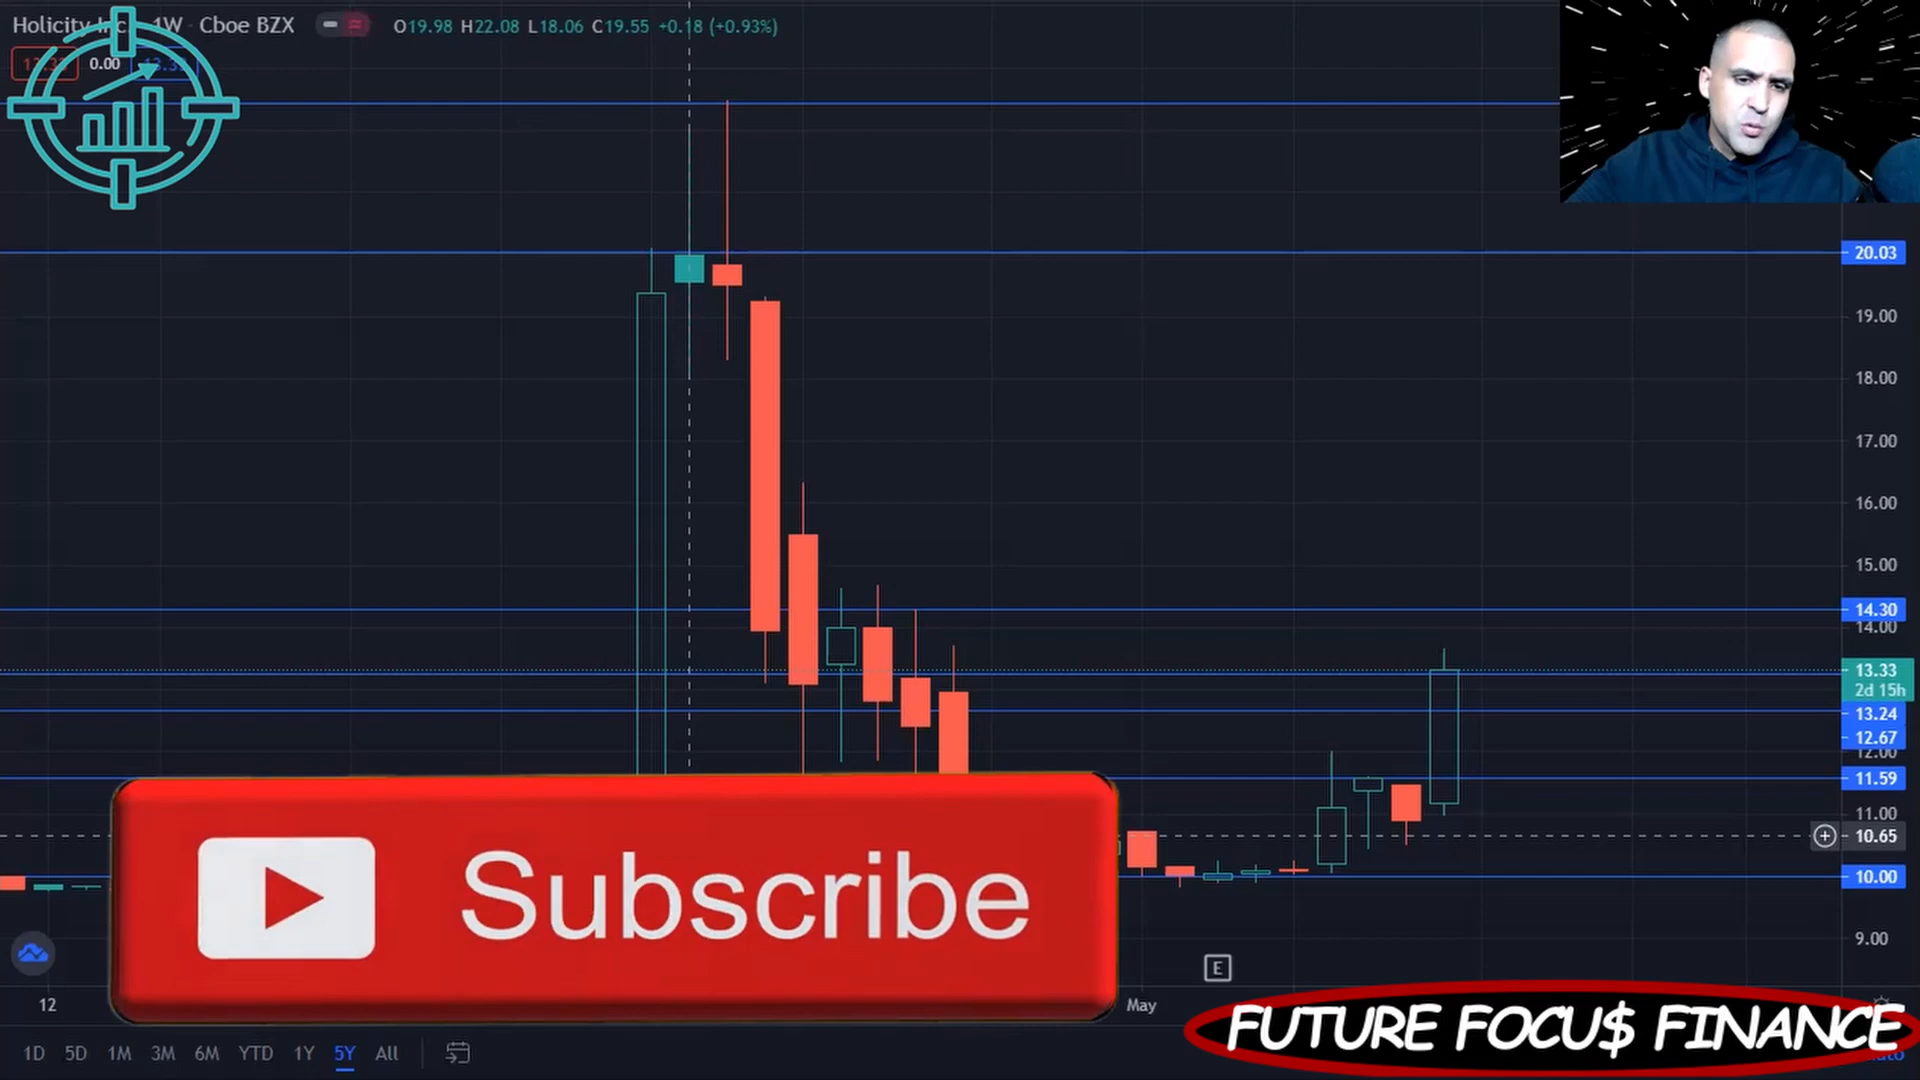 Holicity Inc. 1W Cboe BZX O19.98 H22.08 L18.06 C19.55 +0.18 (+0.93%)
0.00
20.03
19.00
18.00
17.00
16.00
15.00
14.30
14.00
13.33
2d 15h
13.24
12.67
12.00
11.59
11.00
10.65
10.00
9.00
Subscribe
E
12 May
FUTURE FOCU$ FINANCE
1D 5D 1M 3M 6M YTD 1Y 5Y All